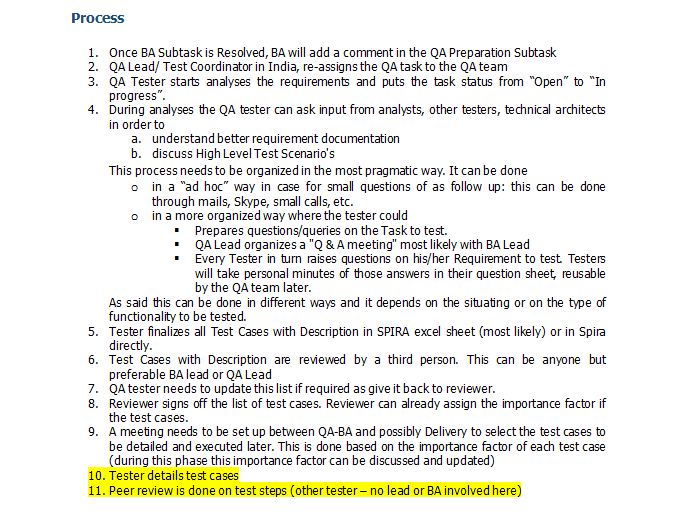 Process
1. Once BA Subtask is Resolved, BA will add a comment in the QA Preparation Subtask
2. QA Lead/ Test Coordinator in India, re-assigns the QA task to the QA team
3. QA Tester starts analyses the requirements and puts the task status from “Open” to “In
progress”.
4. During analyses the QA tester can ask input from analysts, other testers, technical architects
in order to
a. understand better requirement documentation
b. discuss High Level Test Scenario's
This process needs to be organized in the most pragmatic way. It can be done
o in a “ad hoc” way in case for small questions of as follow up: this can be done
through mails, Skype, small calls, etc.
o in a more organized way where the tester could
▪ Prepares questions/queries on the Task to test.
▪ QA Lead organizes a "Q & A meeting" most likely with BA Lead
▪ Every Tester in turn raises questions on his/her Requirement to test. Testers
will take personal minutes of those answers in their question sheet, reusable
by the QA team later.
As said this can be done in different ways and it depends on the situating or on the type of
functionality to be tested.
5. Tester finalizes all Test Cases with Description in SPIRA excel sheet (most likely) or in Spira
directly.
6. Test Cases with Description are reviewed by a third person. This can be anyone but
preferable BA lead or QA Lead
7. QA tester needs to update this list if required as give it back to reviewer.
8. Reviewer signs off the list of test cases. Reviewer can already assign the importance factor if
the test cases.
9. A meeting needs to be set up between QA-BA and possibly Delivery to select the test cases to
be detailed and executed later. This is done based on the importance factor of each test case
(during this phase this importance factor can be discussed and updated)
10. Tester details test cases
11. Peer review is done on test steps (other tester – no lead or BA involved here)